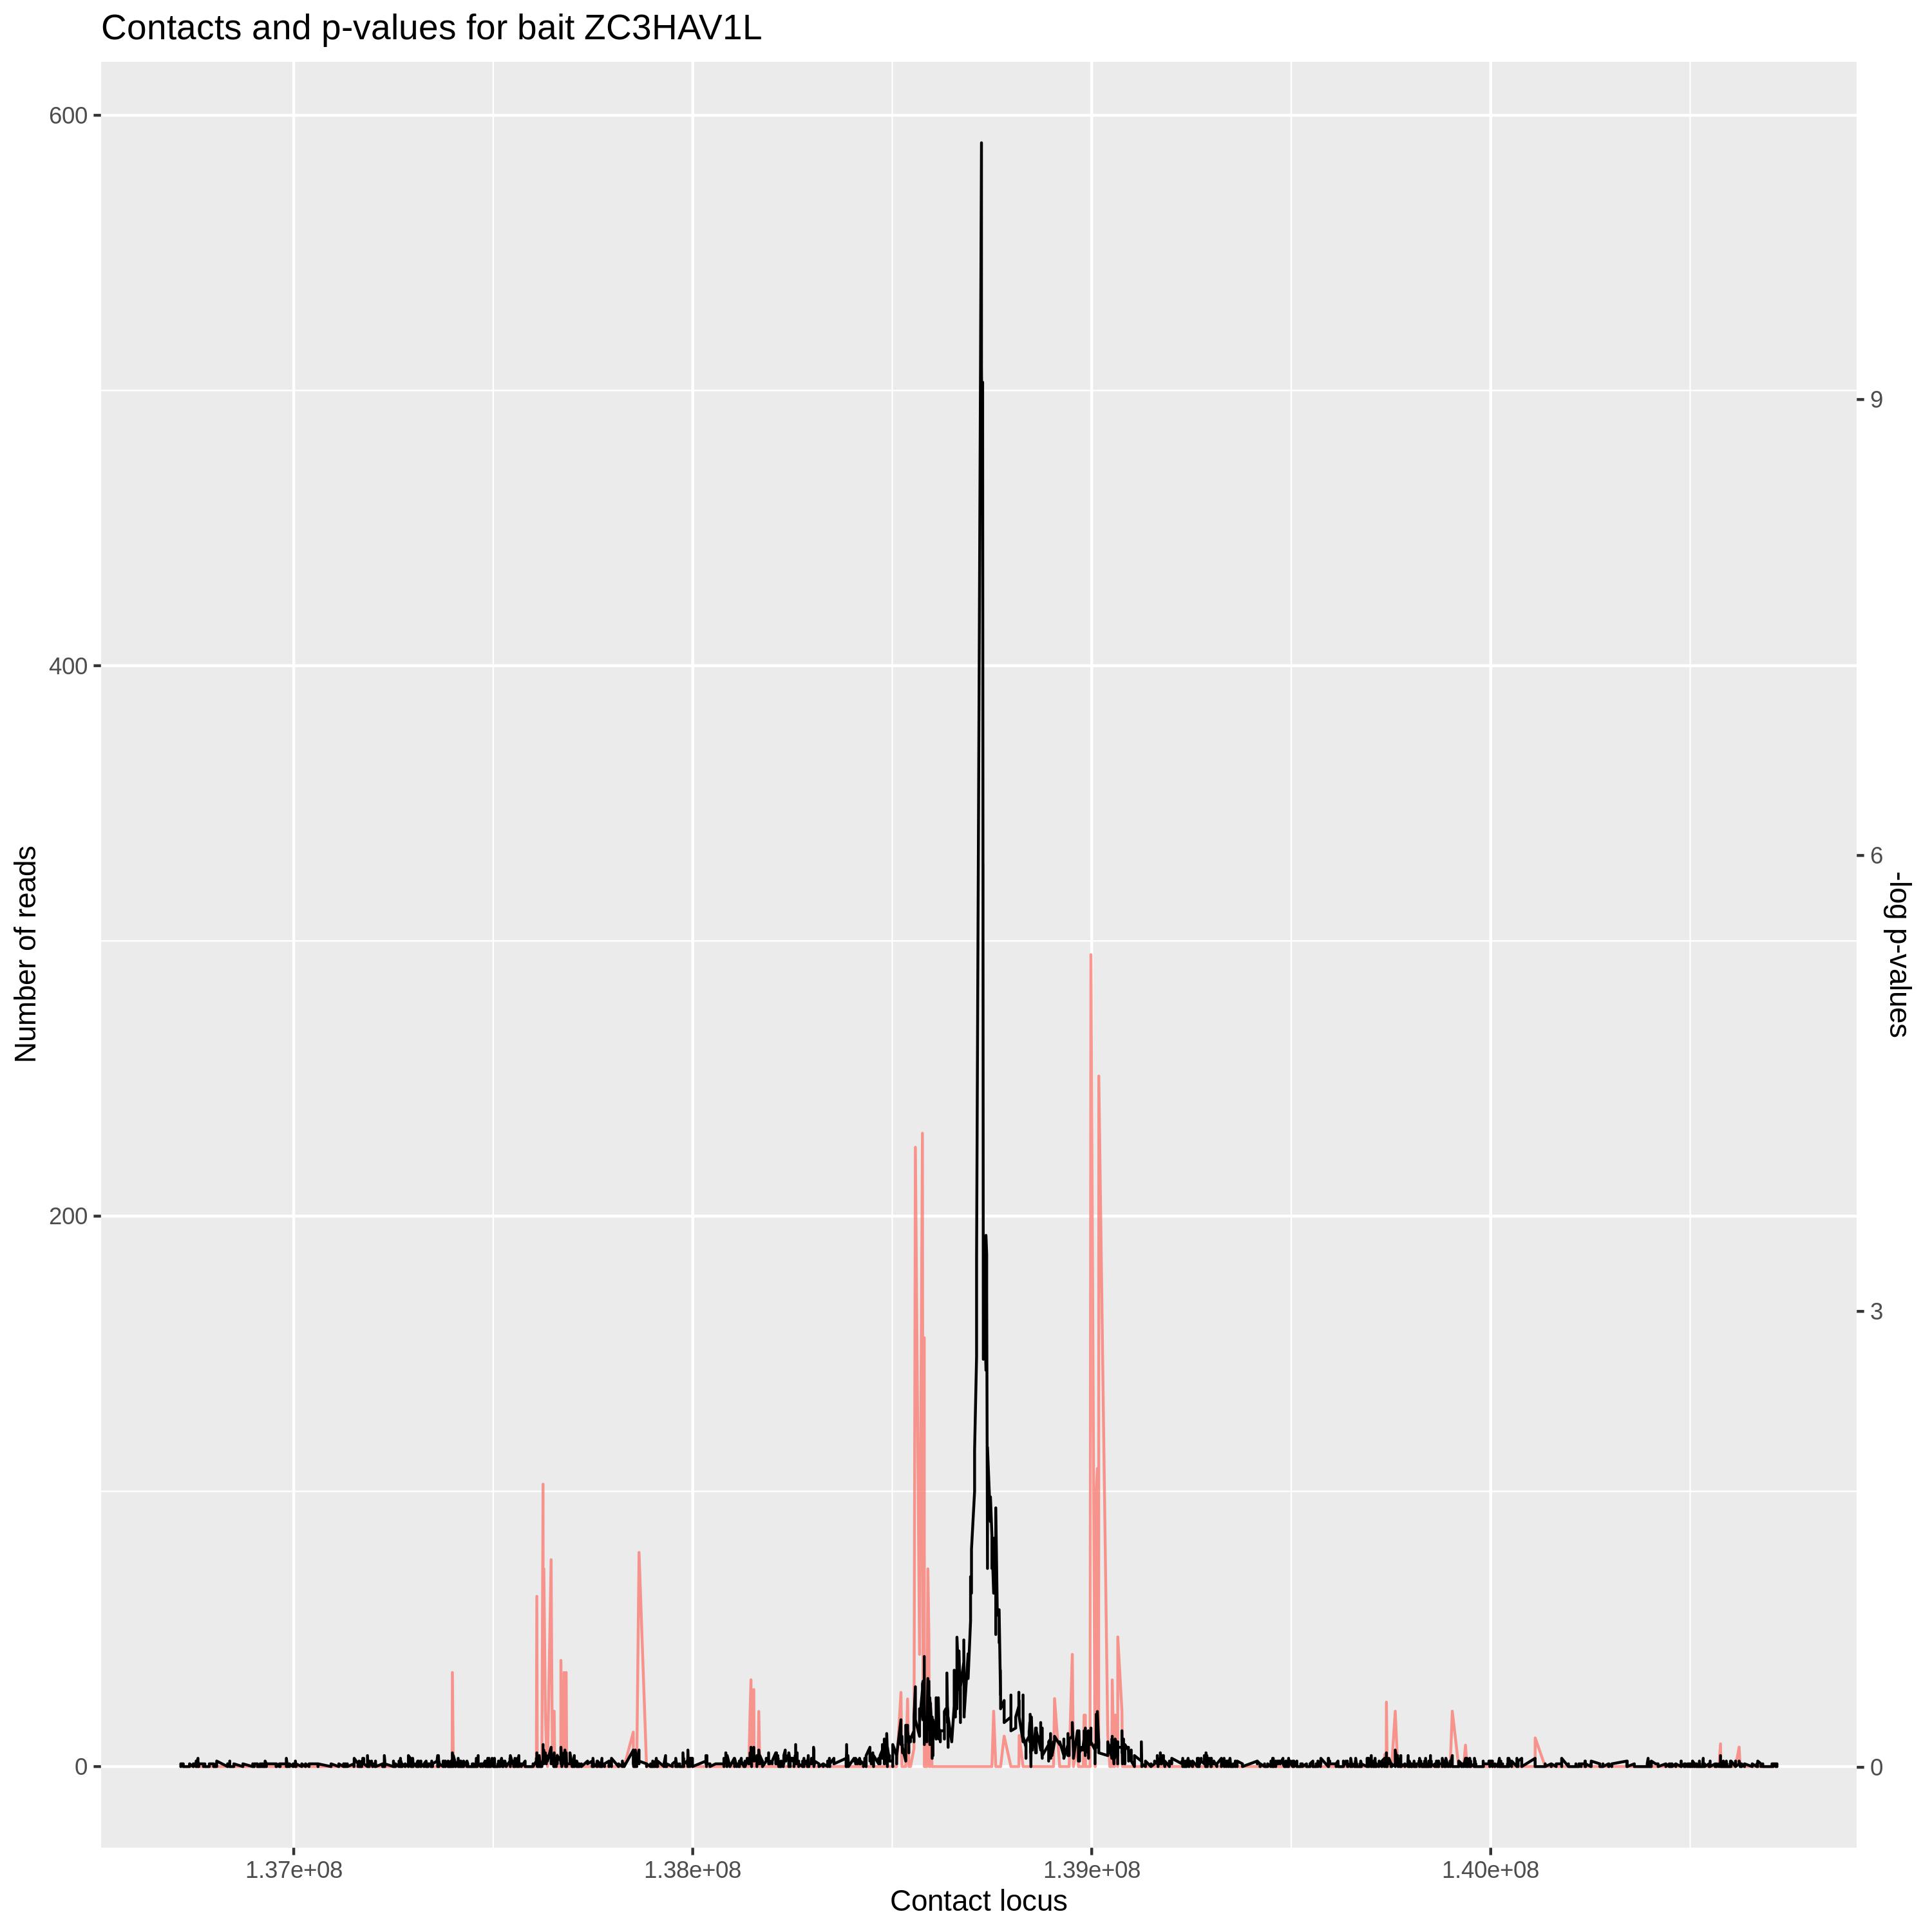 Contacts and p-values for bait ZC3HAV1L
600
400
200
0
Number of reads
9
6
3
0
-log p-values
1.37e+08
1.38e+08
1.39e+08
1.40e+08
Contact locus